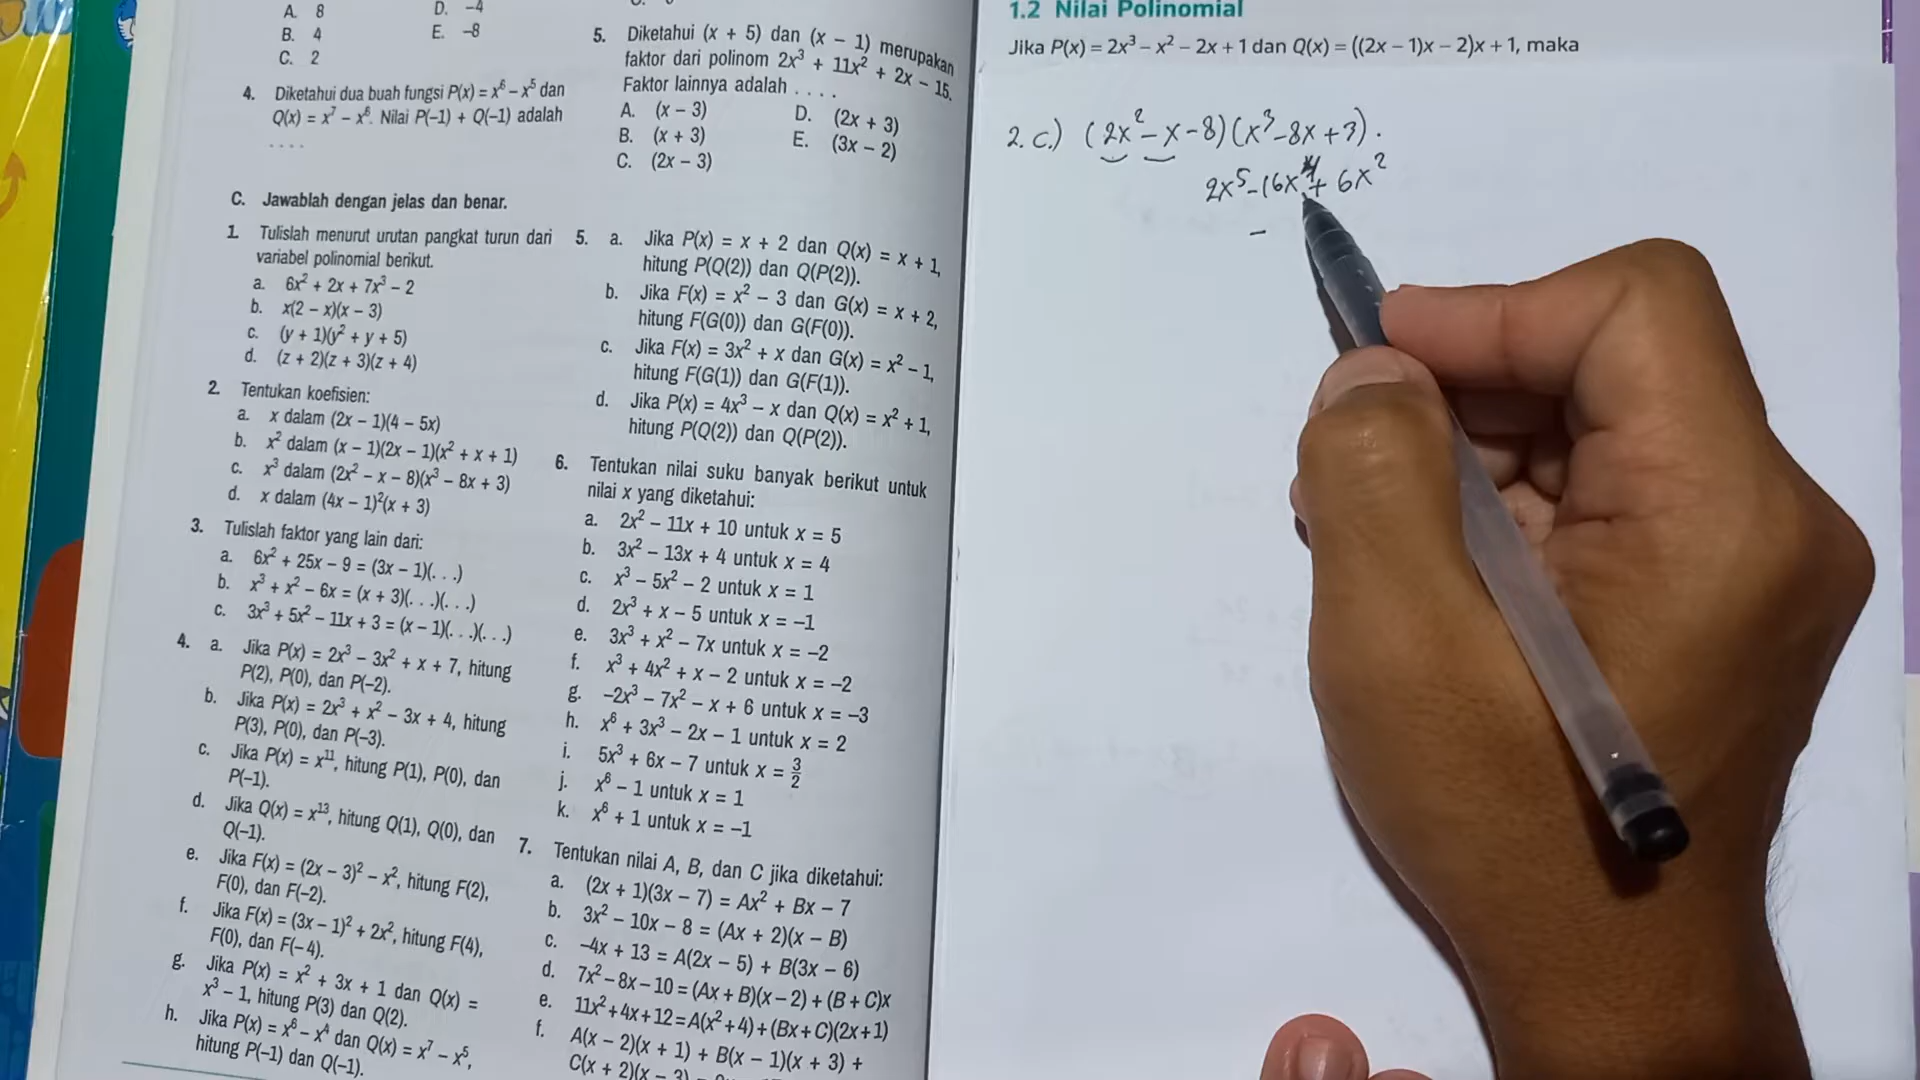 A. 8
D. -4
B. 4
E. -8
C. 2
4. Diketahui dua buah fungsi P(x) = x⁶ – x⁵ dan
Q(x) = x⁷ – x⁶. Nilai P(–1) + Q(–1) adalah
. . . .
5. Diketahui (x + 5) dan (x – 1) merupakan
faktor dari polinom 2x³ + 11x² + 2x – 15.
Faktor lainnya adalah . . . .
A. (x – 3)
D. (2x + 3)
B. (x + 3)
E. (3x – 2)
C. (2x – 3)
C. Jawablah dengan jelas dan benar.
1. Tulislah menurut urutan pangkat turun dari
variabel polinomial berikut.
a. 6x² + 2x + 7x³ – 2
b. x(2 – x)(x – 3)
c. (y + 1)(y² + y + 5)
d. (z + 2)(z + 3)(z + 4)
2. Tentukan koefisien:
a. x dalam (2x – 1)(4 – 5x)
b. x² dalam (x – 1)(2x – 1)(x² + x + 1)
c. x³ dalam (2x² – x – 8)(x³ – 8x + 3)
d. x dalam (4x – 1)²(x + 3)
3. Tulislah faktor yang lain dari:
a. 6x² + 25x – 9 = (3x – 1)(. . .)
b. x³ + x² – 6x = (x + 3)(. . .)(. . .)
c. 3x³ + 5x² – 11x + 3 = (x – 1)(. . .)(. . .)
4. a. Jika P(x) = 2x³ – 3x² + x + 7, hitung
P(2), P(0), dan P(–2).
b. Jika P(x) = 2x³ + x² – 3x + 4, hitung
P(3), P(0), dan P(–3).
c. Jika P(x) = x¹¹, hitung P(1), P(0), dan
P(–1).
d. Jika Q(x) = x¹³, hitung Q(1), Q(0), dan
Q(–1).
e. Jika F(x) = (2x – 3)² – x², hitung F(2),
F(0), dan F(–2).
f. Jika F(x) = (3x – 1)² + 2x², hitung F(4),
F(0), dan F(– 4).
g. Jika P(x) = x² + 3x + 1 dan Q(x) =
x³ – 1, hitung P(3) dan Q(2).
h. Jika P(x) = x⁶ – x⁴ dan Q(x) = x⁷ – x⁵,
hitung P(–1) dan Q(–1).
5. a. Jika P(x) = x + 2 dan Q(x) = x + 1,
hitung P(Q(2)) dan Q(P(2)).
b. Jika F(x) = x² – 3 dan G(x) = x + 2,
hitung F(G(0)) dan G(F(0)).
c. Jika F(x) = 3x² + x dan G(x) = x² – 1,
hitung F(G(1)) dan G(F(1)).
d. Jika P(x) = 4x³ – x dan Q(x) = x² + 1,
hitung P(Q(2)) dan Q(P(2)).
6. Tentukan nilai suku banyak berikut untuk
nilai x yang diketahui:
a. 2x² – 11x + 10 untuk x = 5
b. 3x² – 13x + 4 untuk x = 4
c. x³ – 5x² – 2 untuk x = 1
d. 2x³ + x – 5 untuk x = –1
e. 3x³ + x² – 7x untuk x = –2
f. x³ + 4x² + x – 2 untuk x = –2
g. –2x³ – 7x² – x + 6 untuk x = –3
h. x⁶ + 3x³ – 2x – 1 untuk x = 2
i. 5x³ + 6x – 7 untuk x = 3/2
j. x⁶ – 1 untuk x = 1
k. x⁶ + 1 untuk x = –1
7. Tentukan nilai A, B, dan C jika diketahui:
a. (2x + 1)(3x – 7) = Ax² + Bx – 7
b. 3x² – 10x – 8 = (Ax + 2)(x – B)
c. –4x + 13 = A(2x – 5) + B(3x – 6)
d. 7x² – 8x – 10 = (Ax + B)(x – 2) + (B + C)x
e. 11x² + 4x + 12 = A(x² + 4) + (Bx + C)(2x + 1)
f. A(x – 2)(x + 1) + B(x – 1)(x + 3) +
C(x + 2)(x – 3)
1.2 Nilai Polinomial
Jika P(x) = 2x³ – x² – 2x + 1 dan Q(x) = ((2x – 1)x – 2)x + 1, maka
2. c.) (2x² – x – 8)(x³ – 8x + 3).
2x⁵ – 16x⁴ + 6x²
–